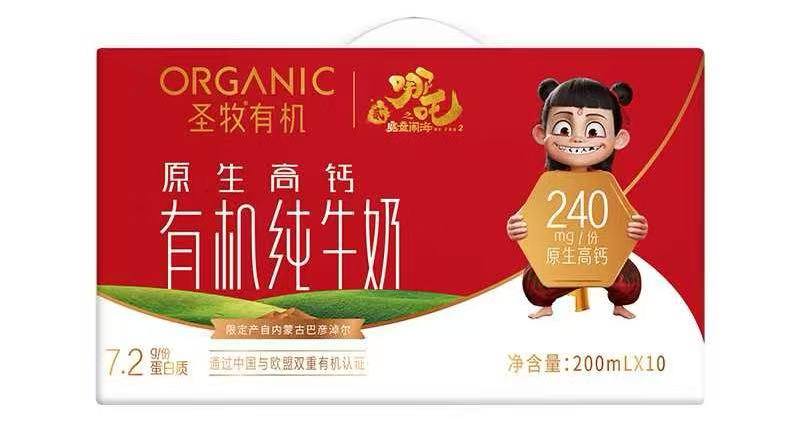 ORGANIC
圣牧有机
哪吒
之
魔童闹海
2
原生高钙
有机纯牛奶
240
mg/份
原生高钙
限定产自内蒙古巴彦淖尔
7.2 g/份
蛋白质
通过中国与欧盟双重有机认证
净含量:200mLX10